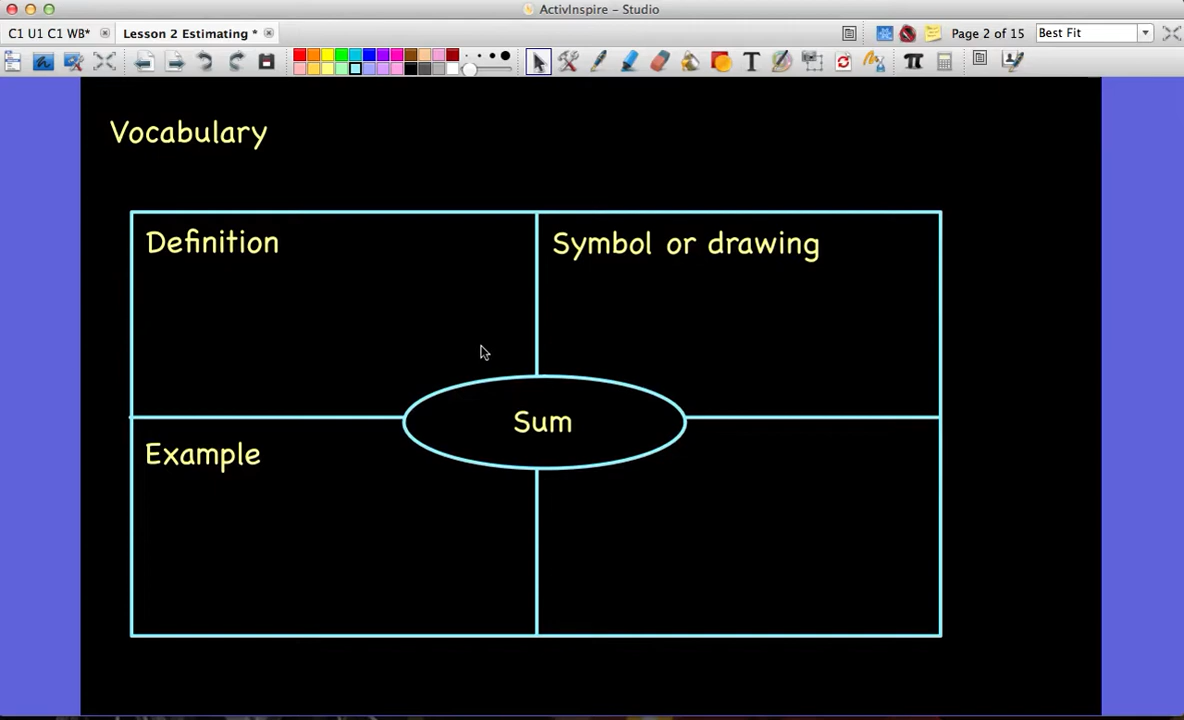 ActivInspire - Studio
C1 U1 C1 WB*
Lesson 2 Estimating *
Page 2 of 15
Best Fit
Vocabulary
Definition
Symbol or drawing
Sum
Example